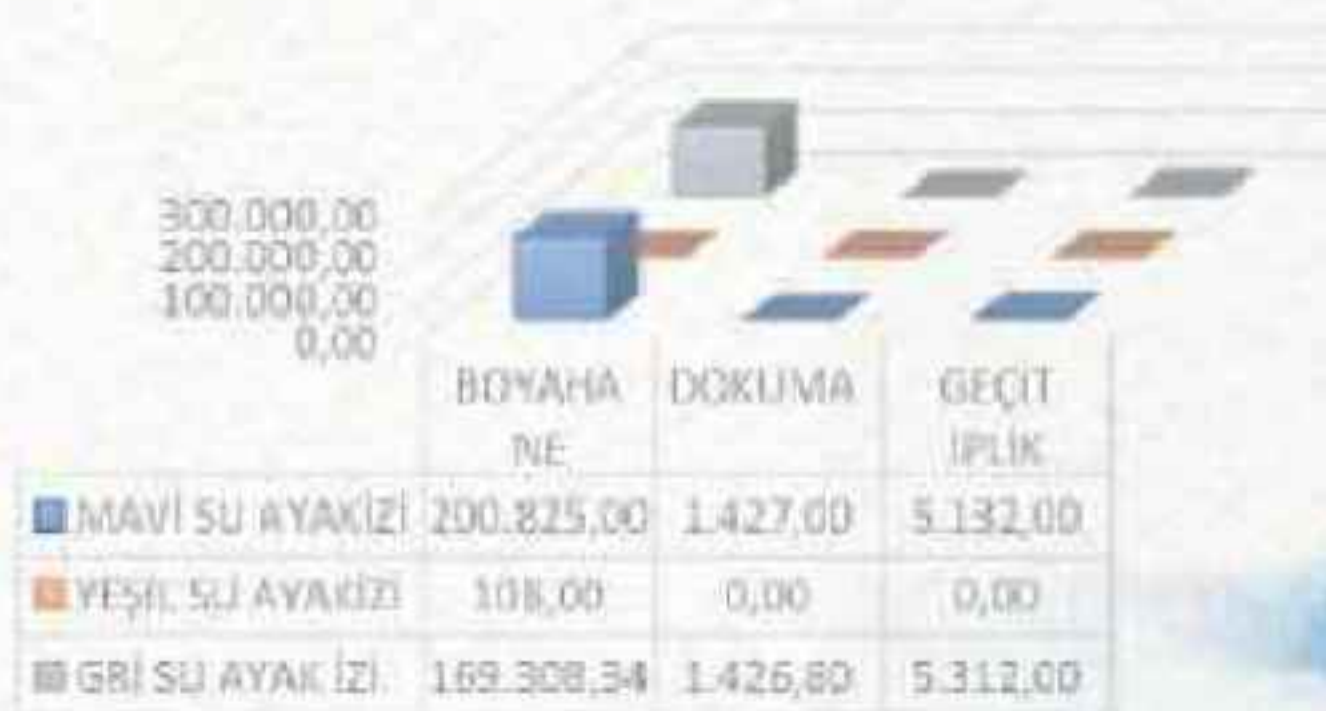 300.000,00
200.000,00
100.000,00
0,00
BOYAHA DOKUMA GEÇİT
NE İPLİK
MAVİ SU AYAKİZİ 200.825,00 1.427,00 5.132,00
YEŞİL SU AYAKİZİ 108,00 0,00 0,00
GRİ SU AYAK İZİ 169.308,34 1.426,80 5.312,00